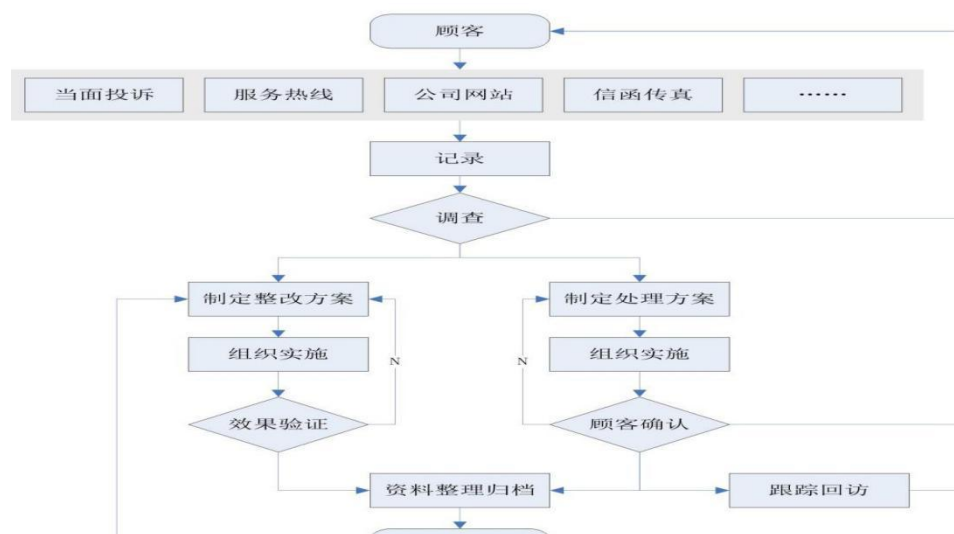 顾客
当面投诉
服务热线
公司网站
信函传真
……
记录
调查
制定整改方案
制定处理方案
组织实施
组织实施
N
N
效果验证
顾客确认
资料整理归档
跟踪回访